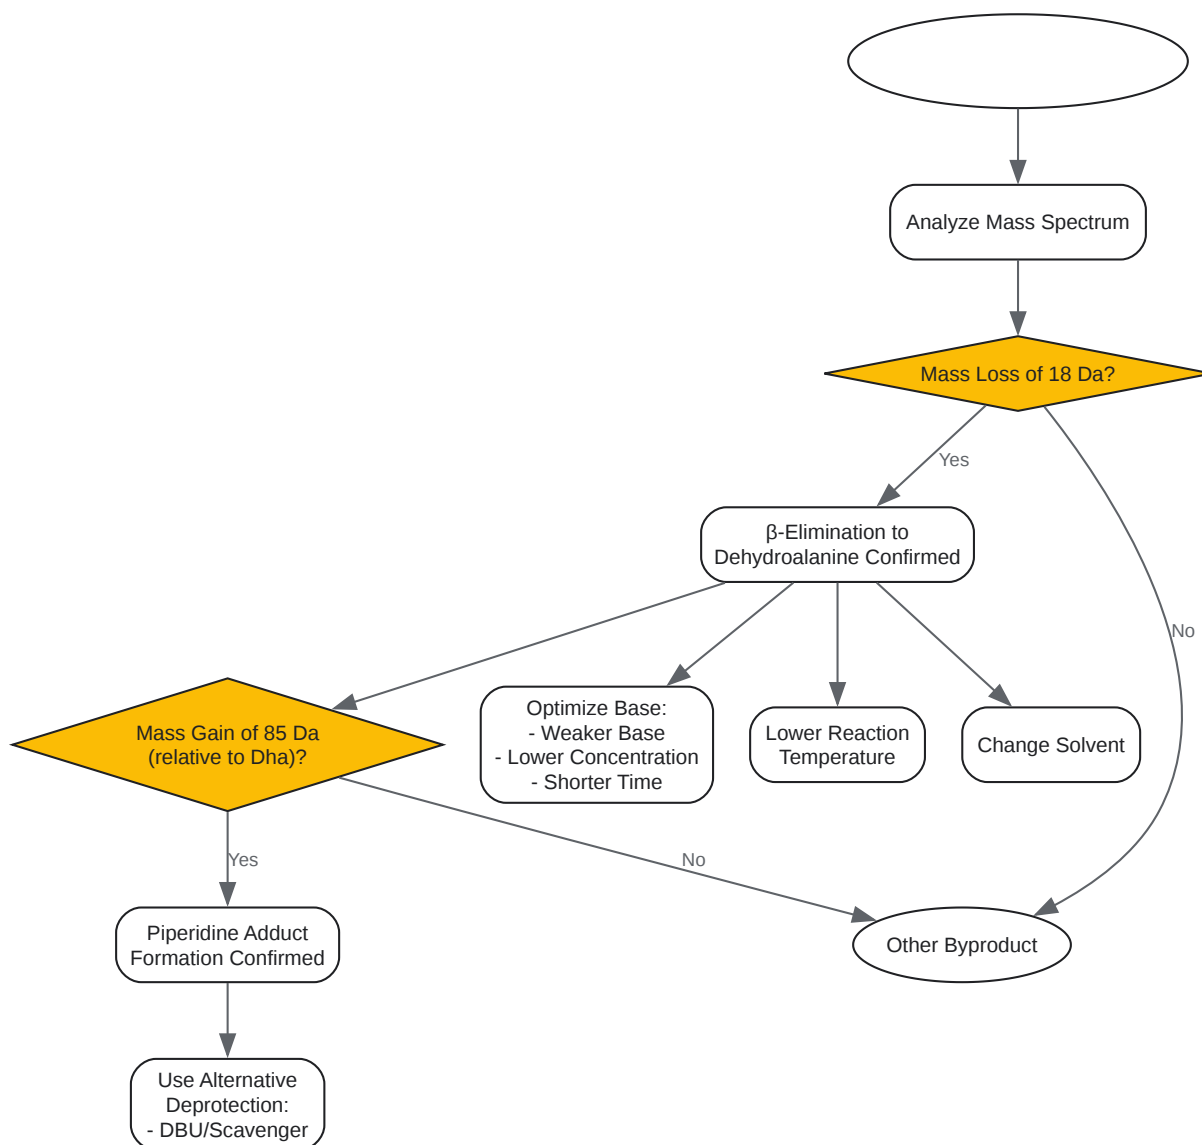 Analyze Mass Spectrum
Mass Loss of 18 Da?
Yes
No
β-Elimination to
Dehydroalanine Confirmed
Mass Gain of 85 Da
(relative to Dha)?
Optimize Base:
- Weaker Base
- Lower Concentration
- Shorter Time
Lower Reaction
Temperature
Change Solvent
Yes
No
Piperidine Adduct
Formation Confirmed
Other Byproduct
Use Alternative
Deprotection:
- DBU/Scavenger